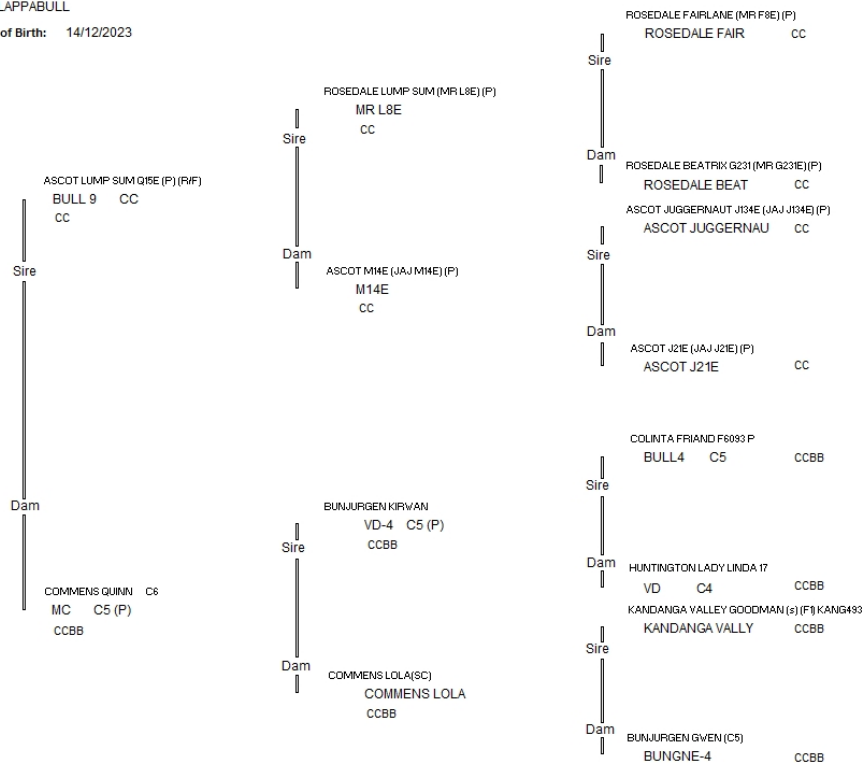 LAPPABULL
of Birth: 14/12/2023
ROSEDALE FAIRLANE (MR F8E) (P)
ROSEDALE FAIR CC
Sire
ROSEDALE LUMP SUM (MR L8E) (P)
MR L8E
CC
Sire
Dam
ROSEDALE BEATRIX G231 (MR G231E) (P)
ROSEDALE BEAT CC
ASCOT LUMP SUM Q15E (P) (R/F)
BULL 9 CC
CC
ASCOT JUGGERNAUT J134E (JAJ J134E) (P)
ASCOT JUGGERNAU CC
Sire
Dam
Sire
ASCOT M14E (JAJ M14E) (P)
M14E
CC
Dam
ASCOT J21E (JAJ J21E) (P)
ASCOT J21E CC
COLINTA FRIAND F6093 P
BULL4 C5 CCBB
Sire
Dam
BUNJURGEN KIRWAN
VD-4 C5 (P)
CCBB
Sire
Dam
HUNTINGTON LADY LINDA 17
VD C4 CCBB
COMMENS QUINN C6
MC C5 (P)
CCBB
KANDANGA VALLEY GOODMAN (s) (F1) KANG493
KANDANGA VALLY CCBB
Sire
Dam
COMMENS LOLA(SC)
COMMENS LOLA
CCBB
Dam
BUNJURGEN GWEN (C5)
BUNGNE-4 CCBB